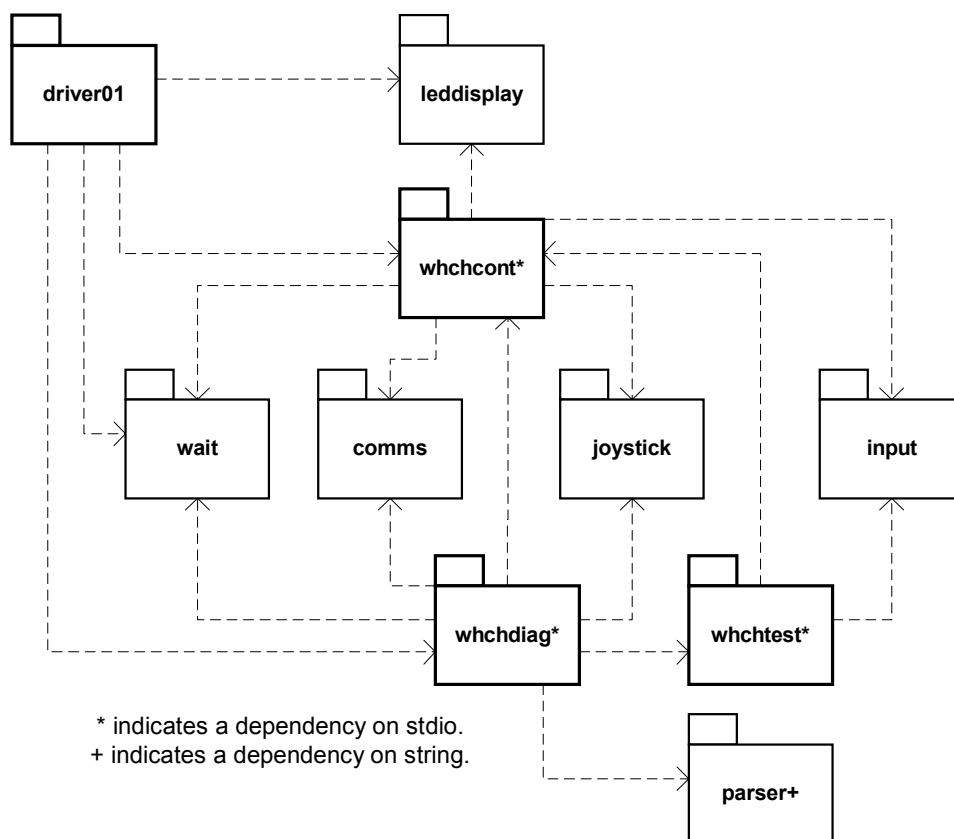 driver01
leddisplay
whchcont*
wait
comms
joystick
input
whchdiag*
whchtest*
* indicates a dependency on stdio.
+ indicates a dependency on string.
parser+